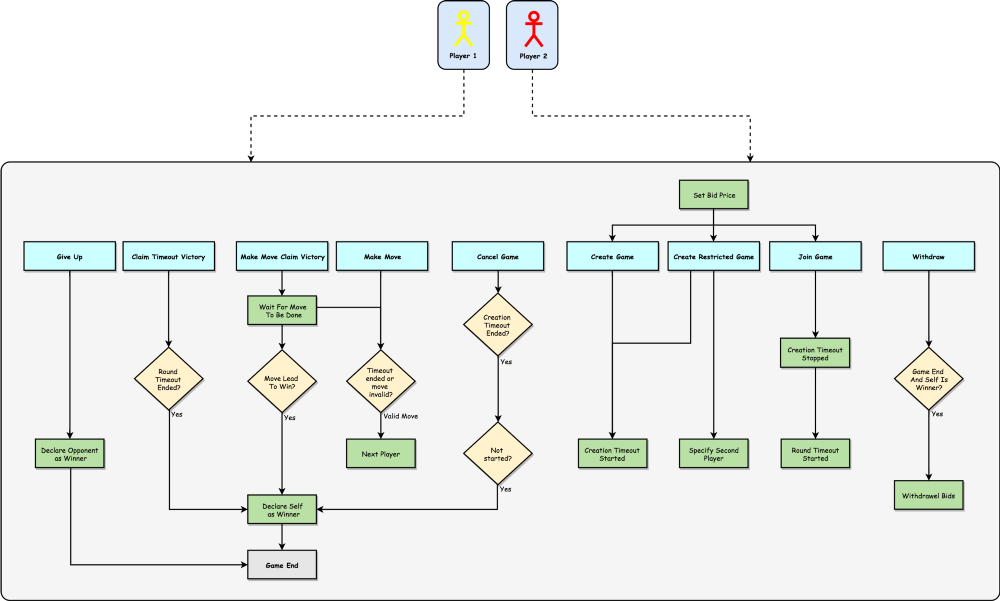 Player 1
Player 2
Set Bid Price
Give Up
Claim Timeout Victory
Make Move Claim Victory
Make Move
Cancel Game
Create Game
Create Restricted Game
Join Game
Withdraw
Wait For Move
To Be Done
Creation
Timeout
Ended?
Creation Timeout
Stopped
Round
Timeout
Ended?
Move Lead
To Win?
Timeout
ended or
move
invalid?
Game End
And Self Is
Winner?
Yes
Yes
Yes
Valid Move
Yes
Declare Opponent
as Winner
Next Player
Not
started?
Creation Timeout
Started
Specify Second
Player
Round Timeout
Started
Yes
Withdrawel Bids
Declare Self
as Winner
Game End